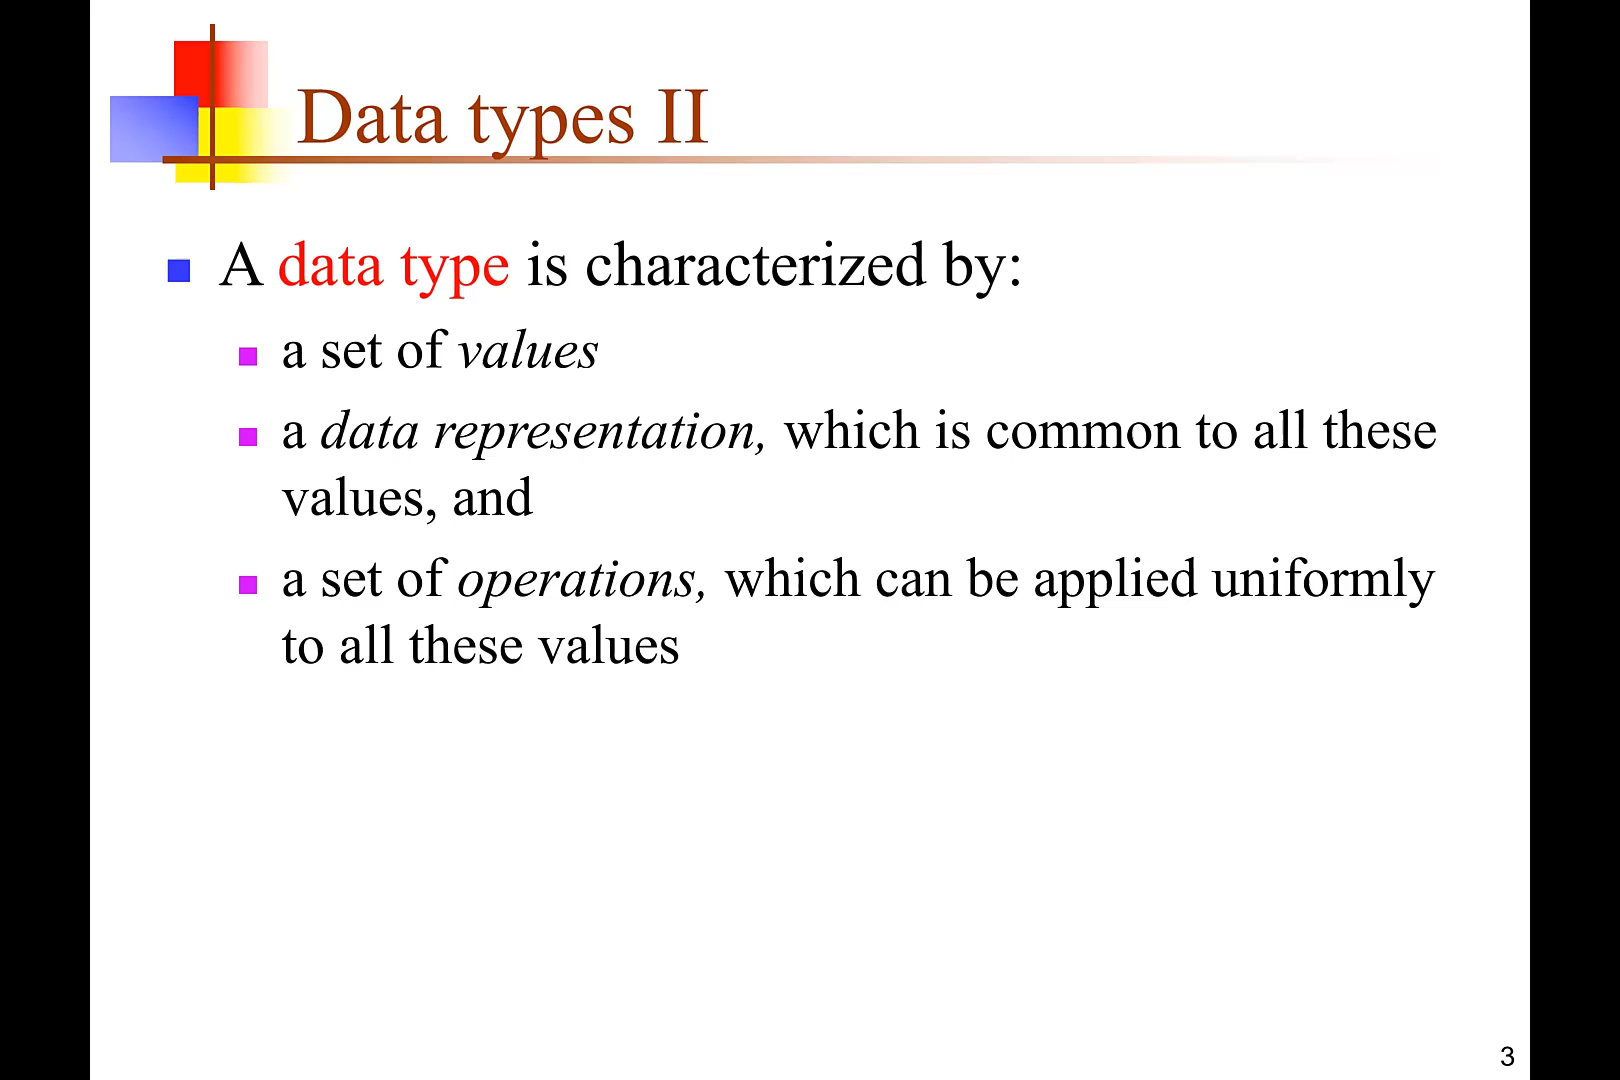 Data types II
A data type is characterized by:
a set of values
a data representation, which is common to all these
values, and
a set of operations, which can be applied uniformly
to all these values
3